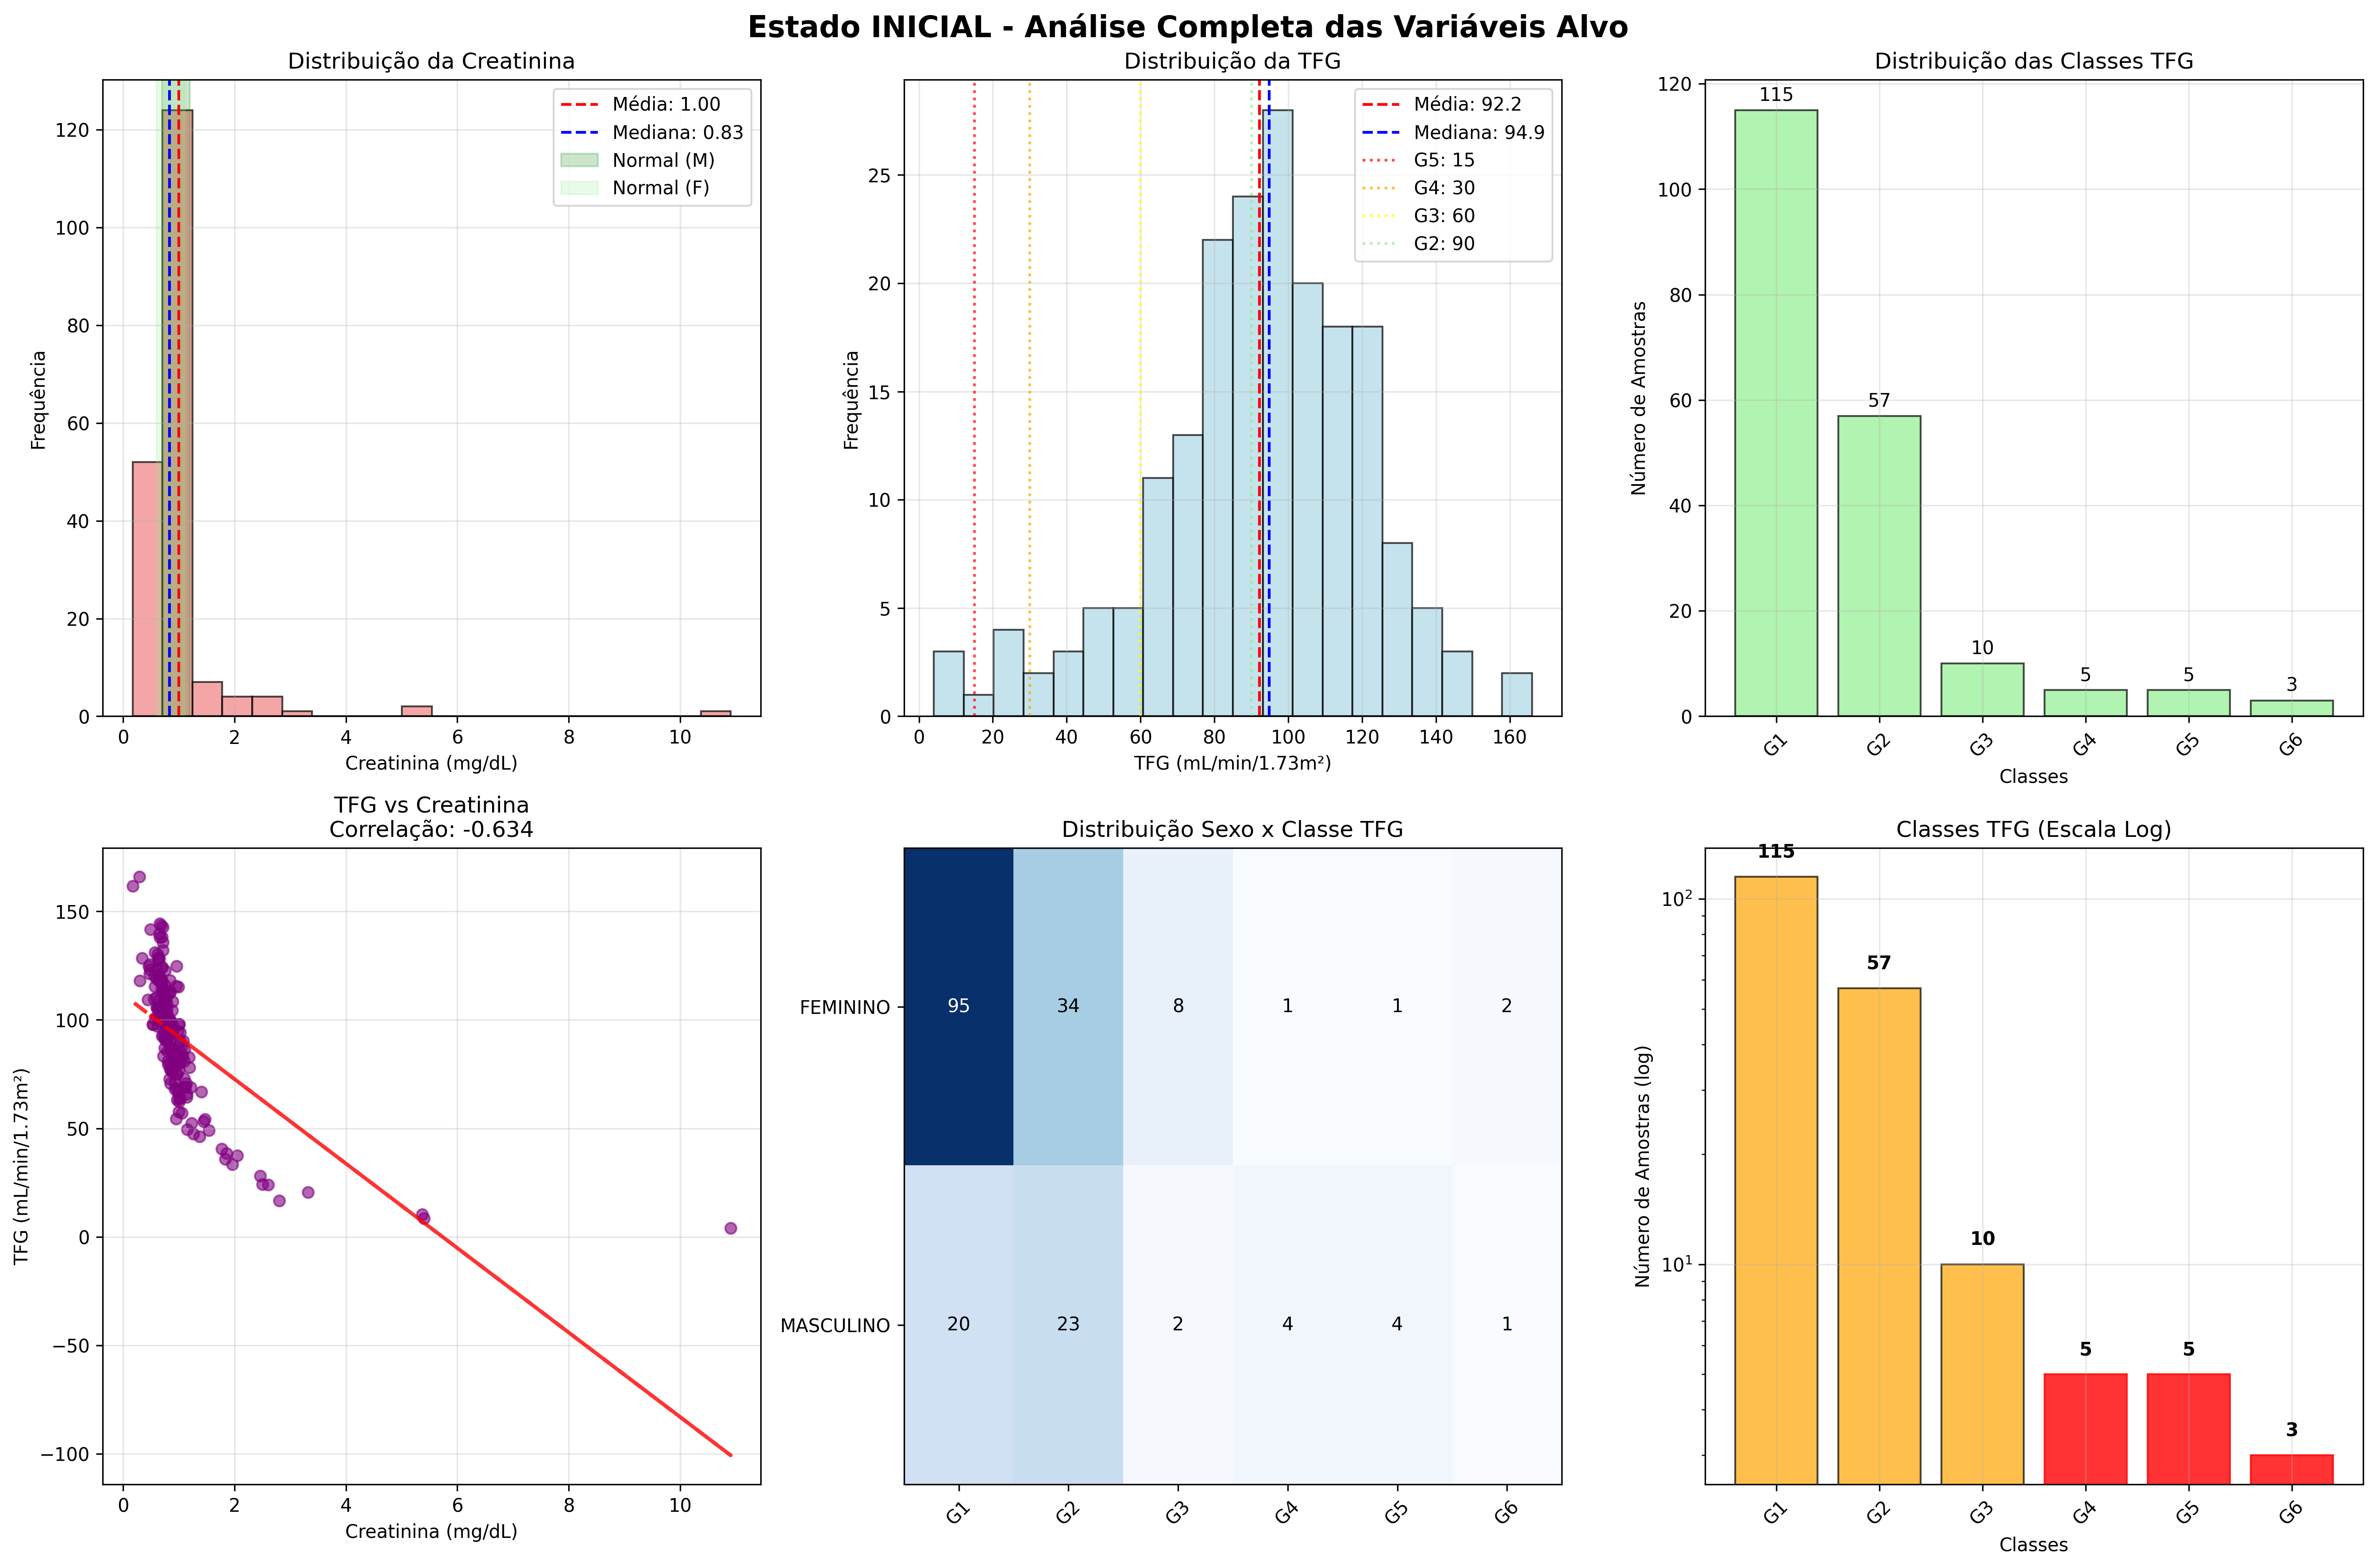 Estado INICIAL - Análise Completa das Variáveis Alvo
Distribuição da Creatinina
Frequência
120
100
80
60
40
20
0
0 2 4 6 8 10
Creatinina (mg/dL)
Média: 1.00
Mediana: 0.83
Normal (M)
Normal (F)
Distribuição da TFG
Frequência
25
20
15
10
5
0
0 20 40 60 80 100 120 140 160
TFG (mL/min/1.73m²)
Média: 92.2
Mediana: 94.9
G5: 15
G4: 30
G3: 60
G2: 90
Distribuição das Classes TFG
Número de Amostras
120
100
80
60
40
20
0
115
57
10
5
5
3
G1 G2 G3 G4 G5 G6
Classes
TFG vs Creatinina
Correlação: -0.634
TFG (mL/min/1.73m²)
150
100
50
0
−50
−100
0 2 4 6 8 10
Creatinina (mg/dL)
Distribuição Sexo x Classe TFG
FEMININO 95 34 8 1 1 2
MASCULINO 20 23 2 4 4 1
G1 G2 G3 G4 G5 G6
Classes TFG (Escala Log)
Número de Amostras (log)
10²
10¹
115
57
10
5
5
3
G1 G2 G3 G4 G5 G6
Classes